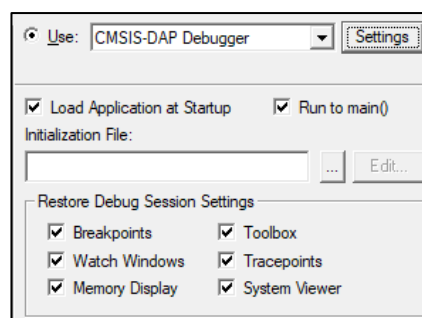 Use: CMSIS-DAP Debugger Settings
Load Application at Startup Run to main()
Initialization File:
... Edit...
Restore Debug Session Settings
Breakpoints Toolbox
Watch Windows Tracepoints
Memory Display System Viewer